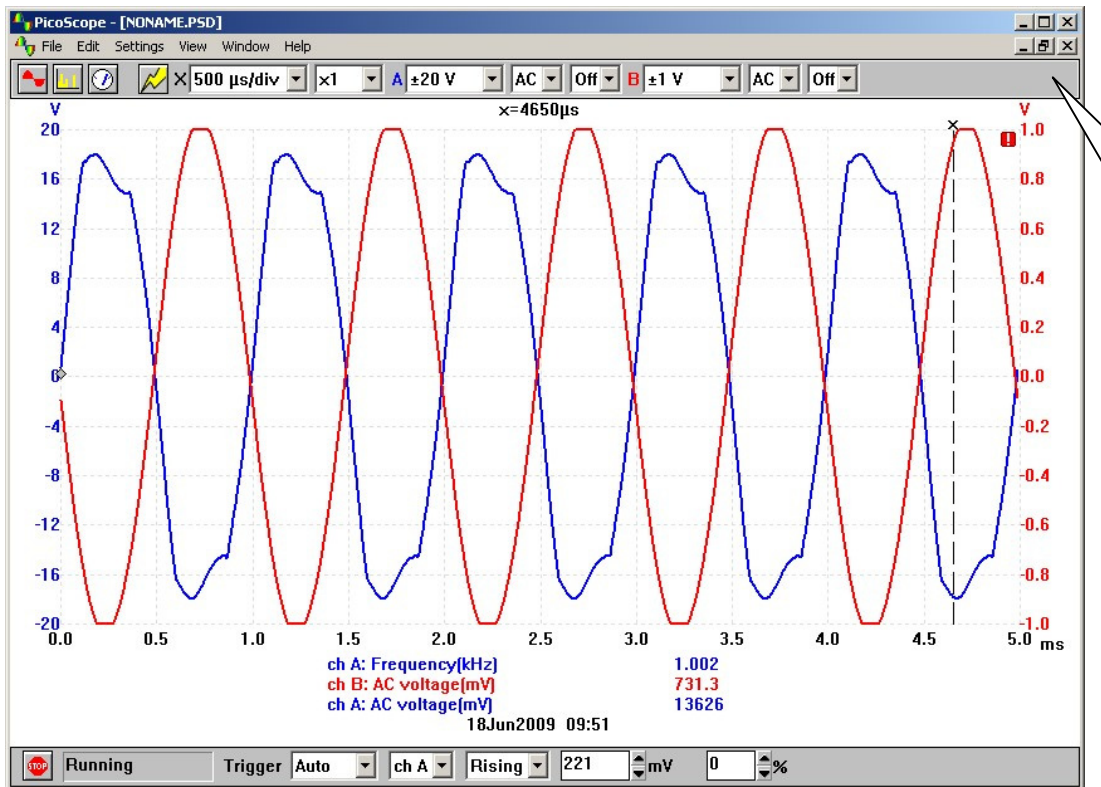 PicoScope - [NONAME.PSD]
File Edit Settings View Window Help
X 500 µs/div x1 A ±20 V AC Off B ±1 V AC Off
x=4650µs
V V
20 1.0
16 0.8
12 0.6
8 0.4
4 0.2
0 0.0
-4 -0.2
-8 -0.4
-12 -0.6
-16 -0.8
-20 -1.0
0.0 0.5 1.0 1.5 2.0 2.5 3.0 3.5 4.0 4.5 5.0 ms
ch A: Frequency(kHz) 1.002
ch B: AC voltage(mV) 731.3
ch A: AC voltage(mV) 13626
18Jun2009 09:51
STOP Running Trigger Auto ch A Rising 221 mV 0 %